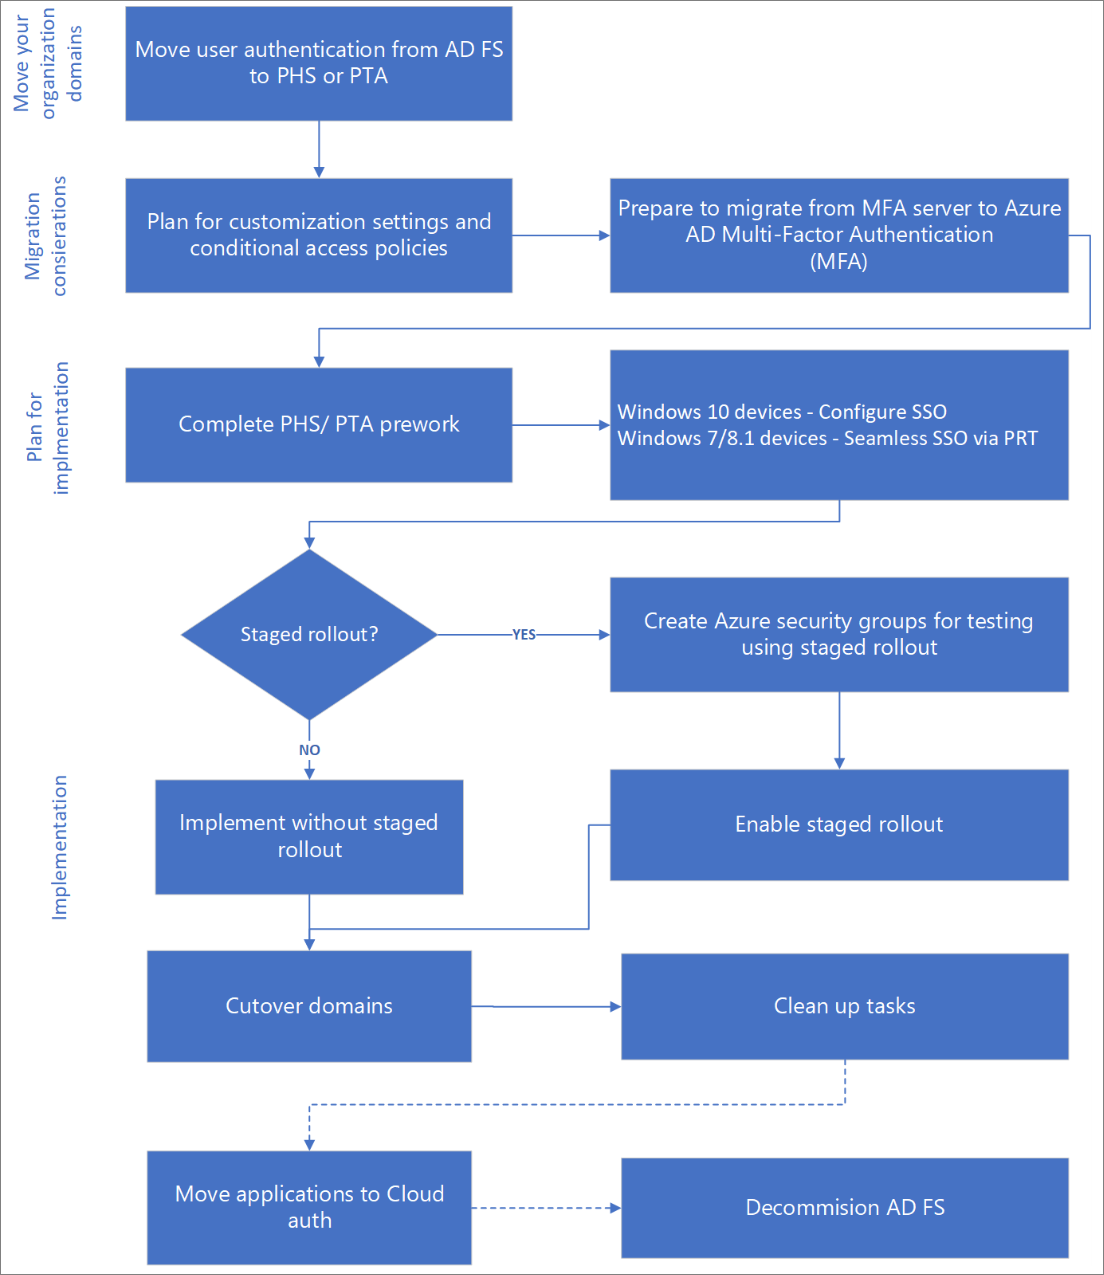 Move your
organization
domains
Move user authentication from AD FS
to PHS or PTA
Migration
consierations
Plan for customization settings and
conditional access policies
Prepare to migrate from MFA server to Azure
AD Multi-Factor Authentication
(MFA)
Plan for
implmentation
Complete PHS/ PTA prework
Windows 10 devices - Configure SSO
Windows 7/8.1 devices - Seamless SSO via PRT
Staged rollout?
YES
Create Azure security groups for testing
using staged rollout
NO
Implementation
Implement without staged
rollout
Enable staged rollout
Cutover domains
Clean up tasks
Move applications to Cloud
auth
Decommision AD FS